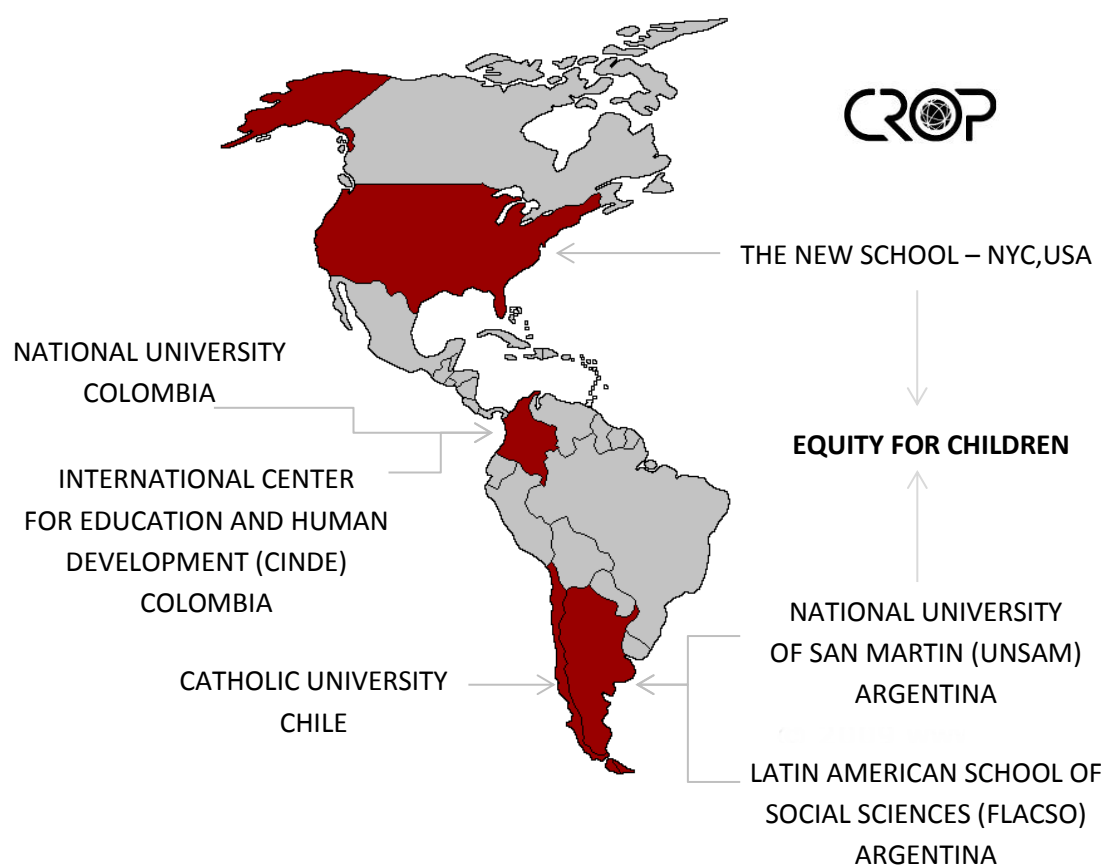 CROP
THE NEW SCHOOL – NYC,USA
NATIONAL UNIVERSITY
COLOMBIA
EQUITY FOR CHILDREN
INTERNATIONAL CENTER
FOR EDUCATION AND HUMAN
DEVELOPMENT (CINDE)
COLOMBIA
NATIONAL UNIVERSITY
OF SAN MARTIN (UNSAM)
ARGENTINA
CATHOLIC UNIVERSITY
CHILE
LATIN AMERICAN SCHOOL OF
SOCIAL SCIENCES (FLACSO)
ARGENTINA